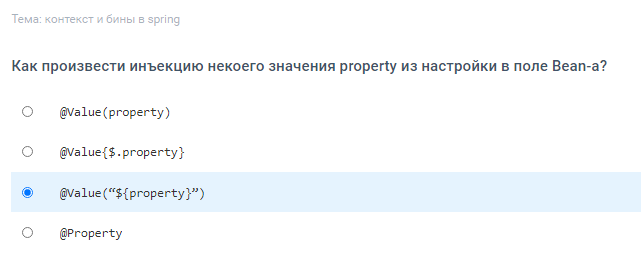 Тема: контекст и бины в spring
Как произвести инъекцию некоего значения property из настройки в поле Bean-а?
@Value(property)
@Value{$.property}
@Value(“${property}”)
@Property